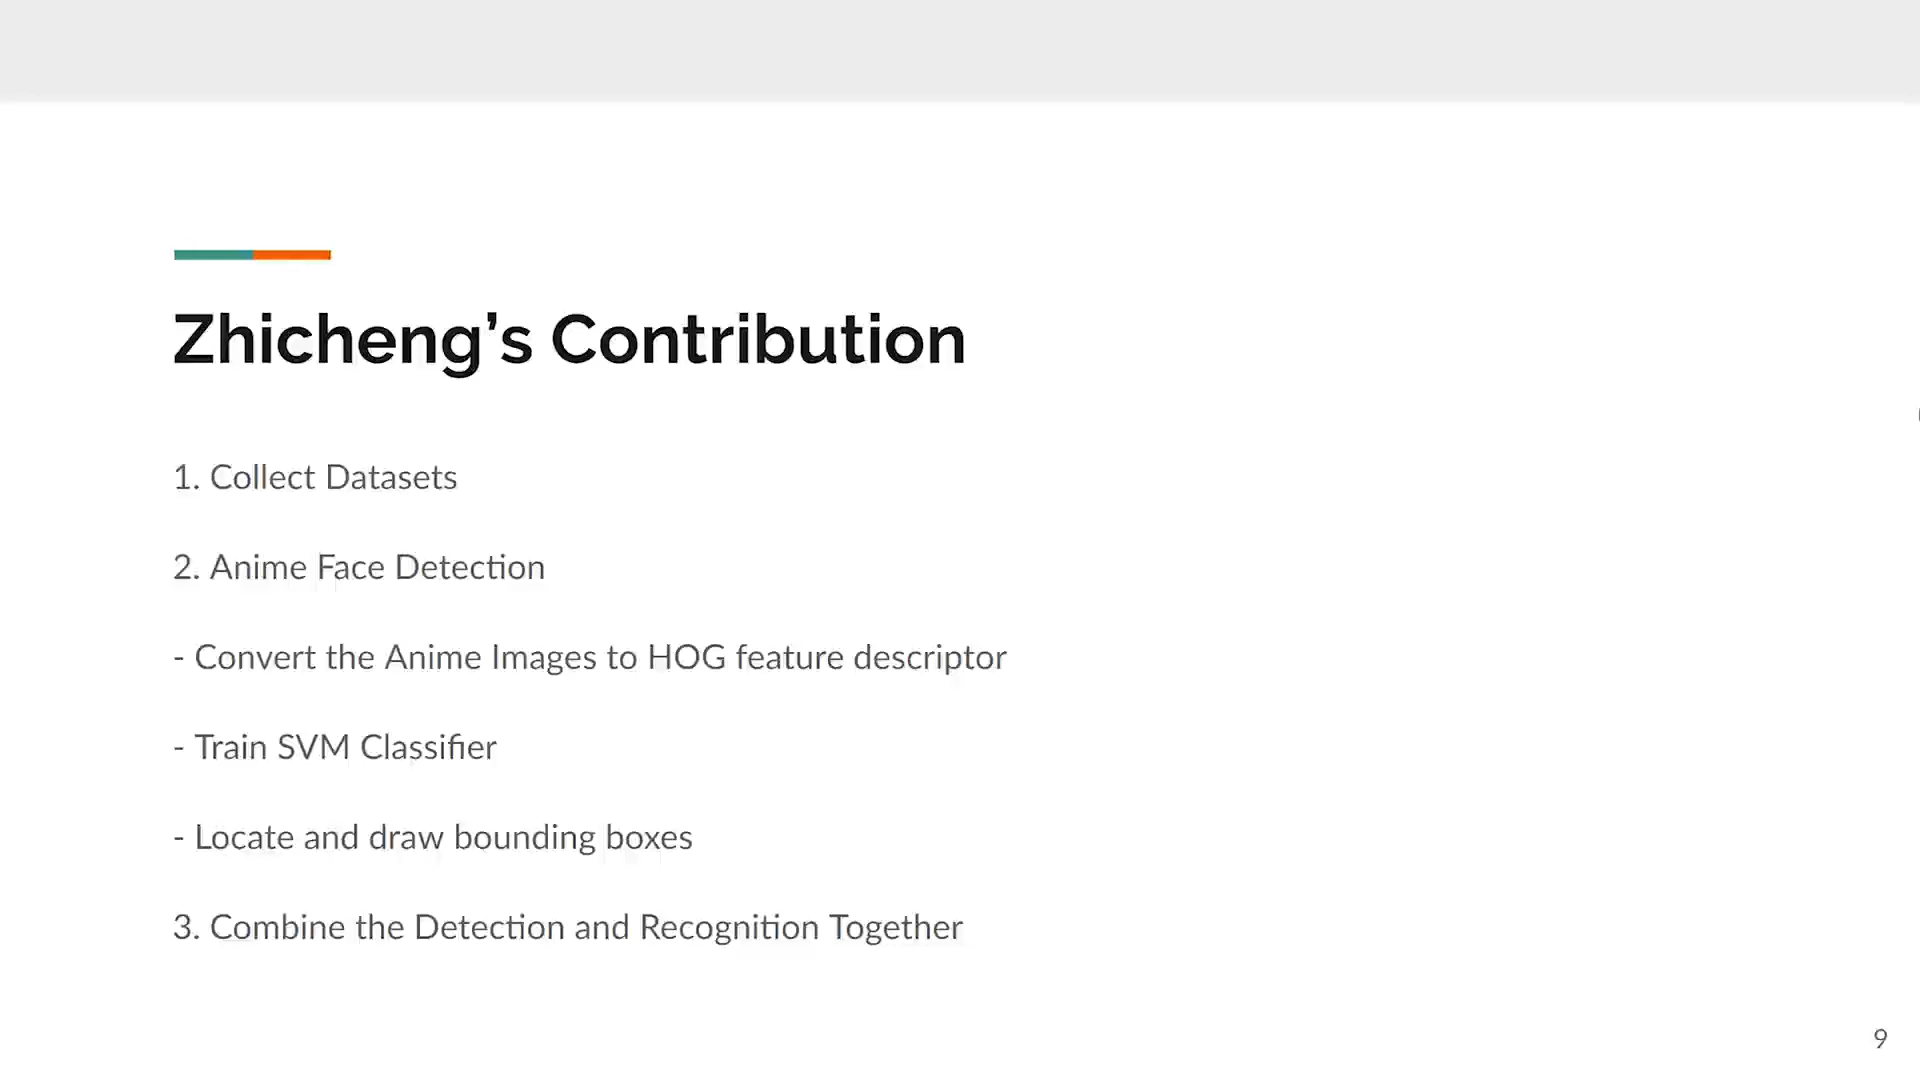 Zhicheng’s Contribution
1. Collect Datasets
2. Anime Face Detection
- Convert the Anime Images to HOG feature descriptor
- Train SVM Classifier
- Locate and draw bounding boxes
3. Combine the Detection and Recognition Together
9